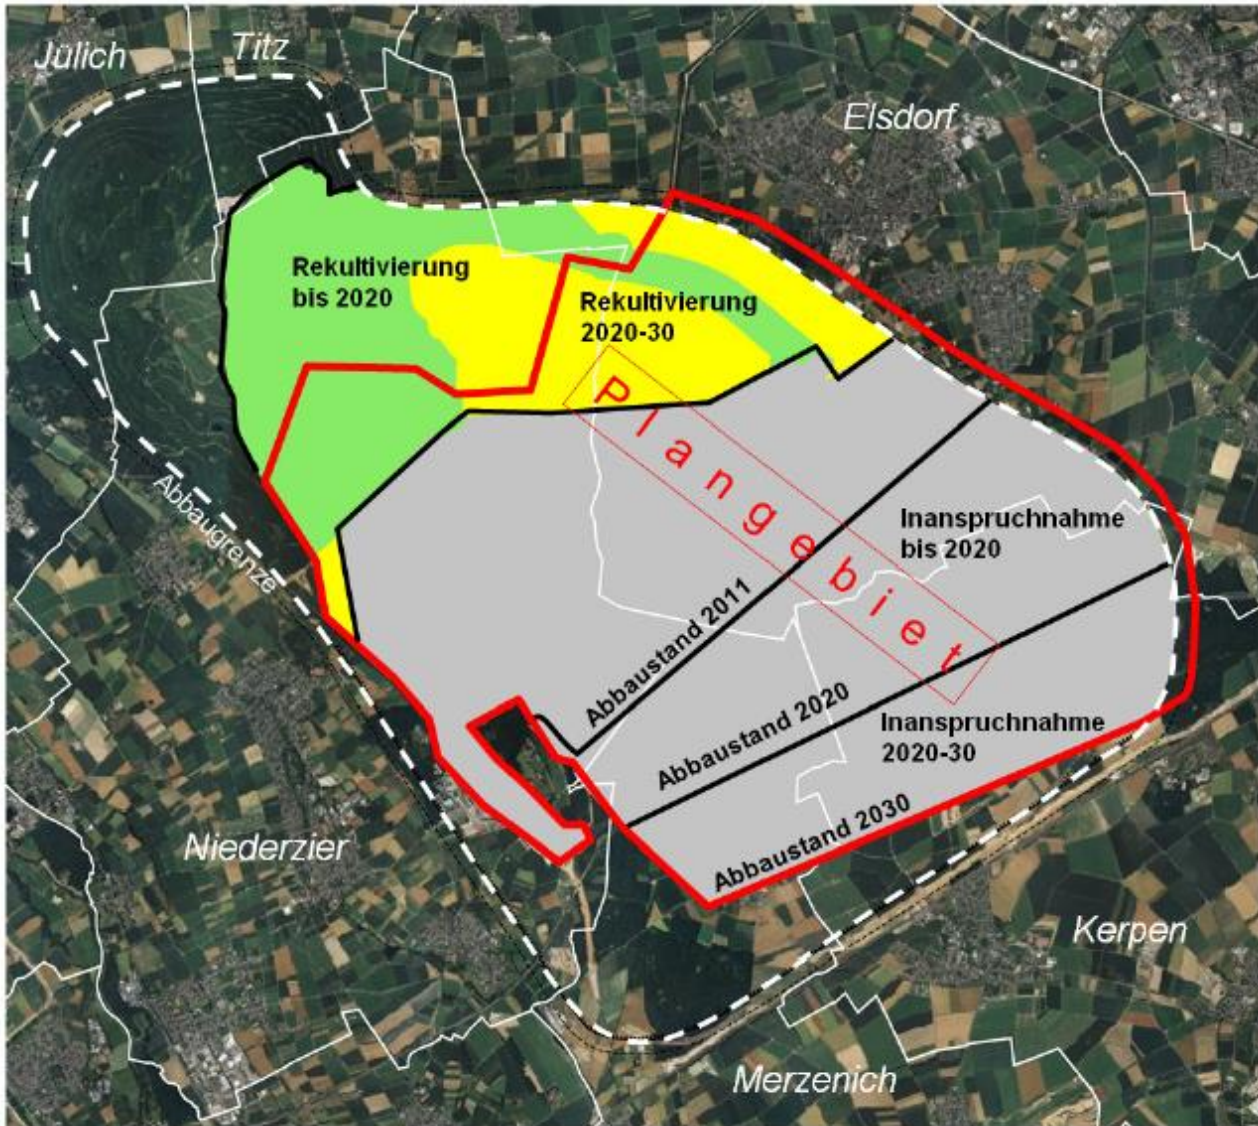 Jülich
Titz
Elsdorf
Rekultivierung
bis 2020
Rekultivierung
2020-30
Plangebiet
Abbaugrenze
Inanspruchnahme
bis 2020
Abbaustand 2011
Abbaustand 2020
Inanspruchnahme
2020-30
Abbaustand 2030
Niederzier
Kerpen
Merzenich